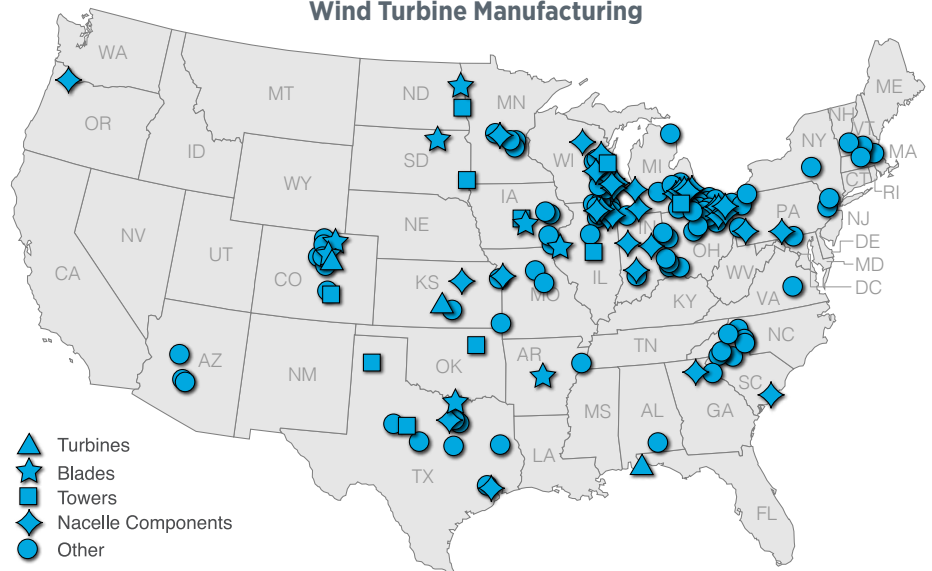 Wind Turbine Manufacturing
WA
OR
ID
MT
ND
MN
SD
WY
WI
MI
NY
NH
VT
ME
MA
CT
RI
IA
NE
PA
NJ
DE
MD
DC
NV
UT
CO
KS
MO
IL
IN
OH
WV
VA
KY
CA
AZ
NM
OK
AR
TN
NC
SC
MS
AL
GA
TX
LA
FL
Turbines
Blades
Towers
Nacelle Components
Other